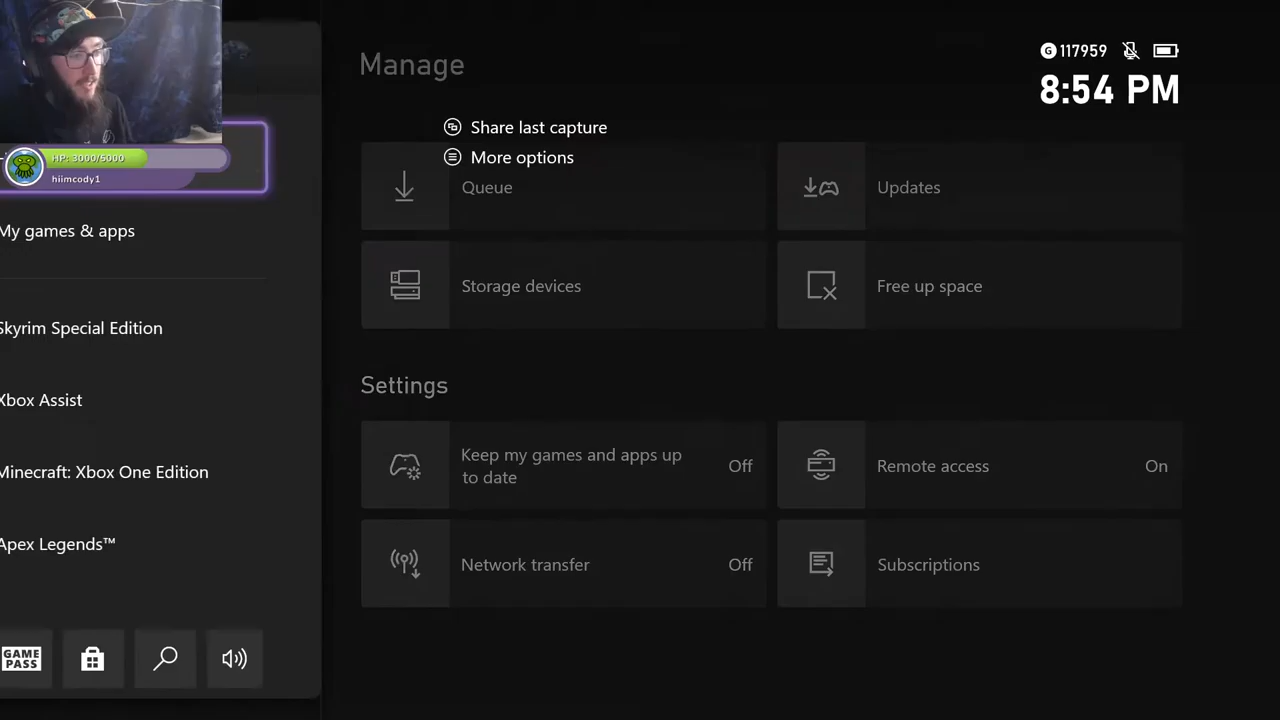 Manage
G 117959
8:54 PM
Share last capture
More options
Queue
Updates
HP: 3000/5000
hiimcody1
My games & apps
Storage devices
Free up space
Skyrim Special Edition
Settings
Xbox Assist
Keep my games and apps up
to date
Off
Remote access
On
Minecraft: Xbox One Edition
Apex Legends™
Network transfer
Off
Subscriptions
GAME
PASS